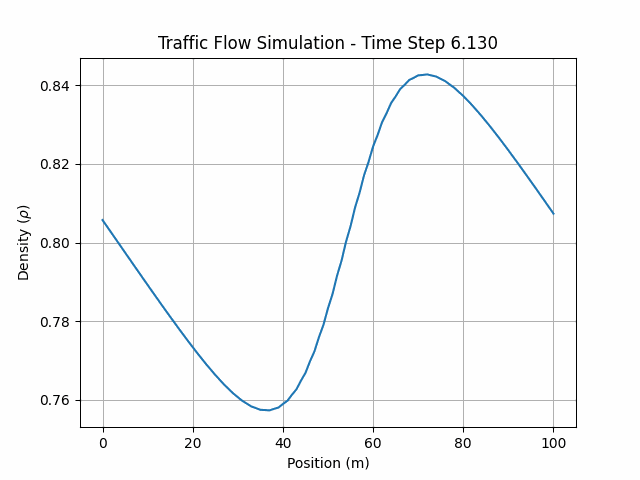 Traffic Flow Simulation - Time Step 6.130
0.84
0.82
0.80
0.78
0.76
Density (ρ)
0 20 40 60 80 100
Position (m)